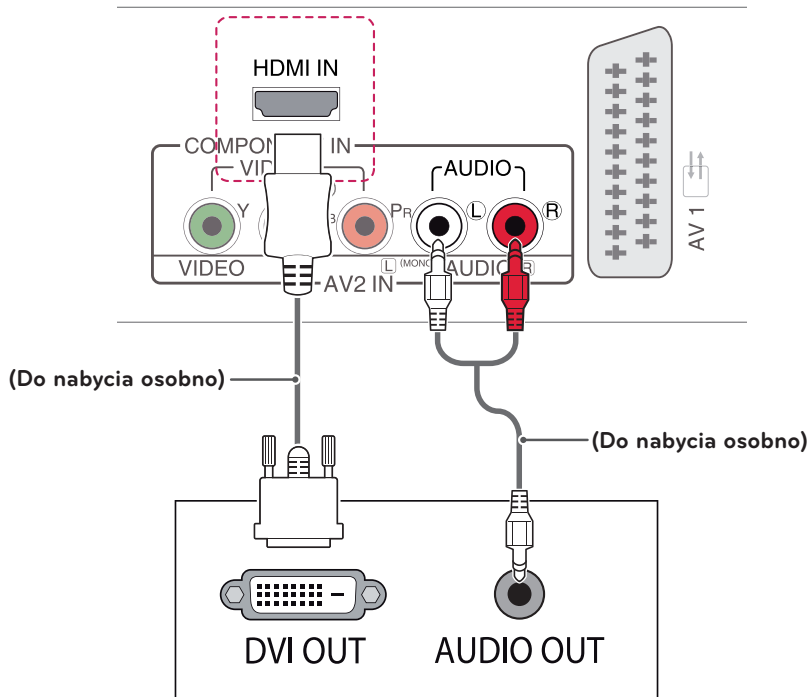 HDMI IN
COMPON IN
VID
AUDIO
Y
B
PR
L
R
VIDEO
L (MONO
AUDIO
R
AV2 IN
AV 1
(Do nabycia osobno)
(Do nabycia osobno)
DVI OUT
AUDIO OUT